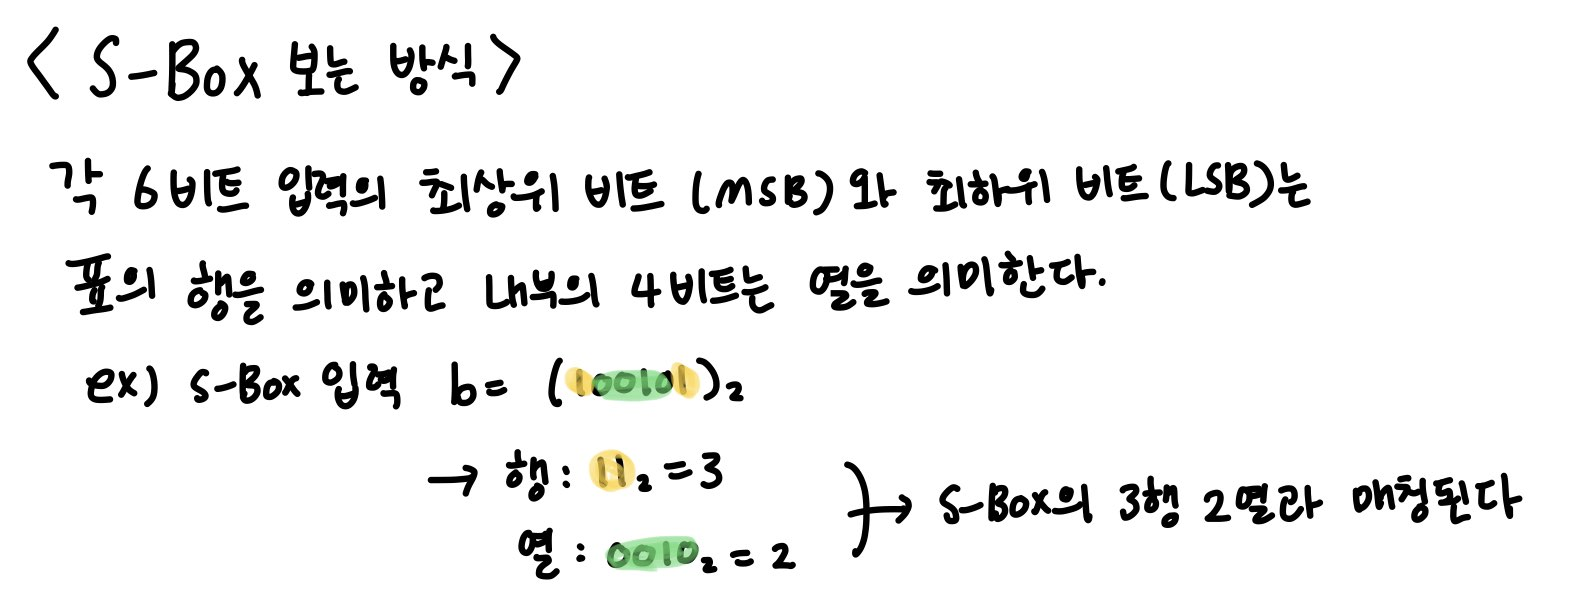 < S-Box 보는 방식 >
각 6비트 입력의 최상위 비트 (MSB)와 최하위 비트(LSB)는
표의 행을 의미하고 내부의 4비트는 열을 의미한다.
ex) S-Box 입력 b = (100101)₂
→ 행 : 11₂ = 3
열 : 0010₂ = 2
→ S-Box의 3행 2열과 매칭된다